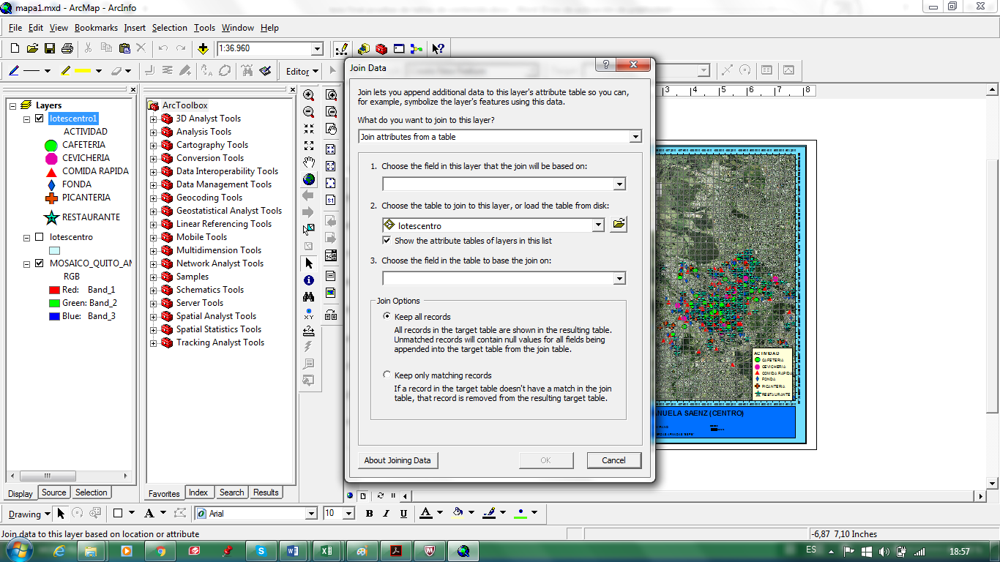 mapa1.mxd - ArcMap - ArcInfo
File Edit View Bookmarks Insert Selection Tools Window Help
1:36.960
Editor
Layers
lotescentro1
ACTIVIDAD
CAFETERIA
CEVICHERIA
COMIDA RAPIDA
FONDA
PICANTERIA
RESTAURANTE
lotescentro
MOSAICO_QUITO_AN
RGB
Red: Band_1
Green: Band_2
Blue: Band_3
Display Source Selection
ArcToolbox
3D Analyst Tools
Analysis Tools
Cartography Tools
Conversion Tools
Data Interoperability Tools
Data Management Tools
Geocoding Tools
Geostatistical Analyst Tools
Linear Referencing Tools
Mobile Tools
Multidimension Tools
Network Analyst Tools
Samples
Schematics Tools
Server Tools
Spatial Analyst Tools
Spatial Statistics Tools
Tracking Analyst Tools
Favorites Index Search Results
Join Data
Join lets you append additional data to this layer's attribute table so you can,
for example, symbolize the layer's features using this data.
What do you want to join to this layer?
Join attributes from a table
1. Choose the field in this layer that the join will be based on:
2. Choose the table to join to this layer, or load the table from disk:
lotescentro
Show the attribute tables of layers in this list
3. Choose the field in the table to base the join on:
Join Options
Keep all records
All records in the target table are shown in the resulting table.
Unmatched records will contain null values for all fields being
appended into the target table from the join table.
Keep only matching records
If a record in the target table doesn't have a match in the join
table, that record is removed from the resulting target table.
About Joining Data OK Cancel
3 4 5 6 7 8
ACTIVIDAD
CAFETERIA
CEVICHERIA
COMIDA RAPIDA
FONDA
PICANTERIA
RESTAURANTE
ANUELA SAENZ (CENTRO)
Drawing Arial 10 B I U A
Join data to this layer based on location or attribute
-6,87 7,10 Inches
ES 18:57